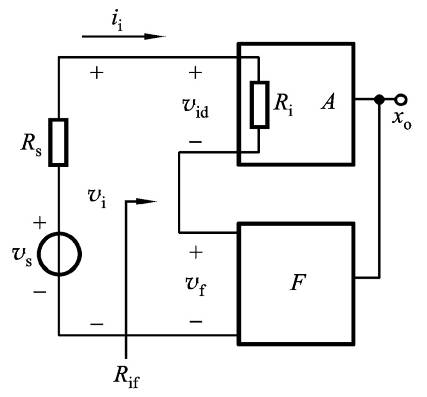 i_i
+ +
R_i A
v_id
x_o
R_s
−
v_i
+
+
v_s
v_f F
−
− −
R_if